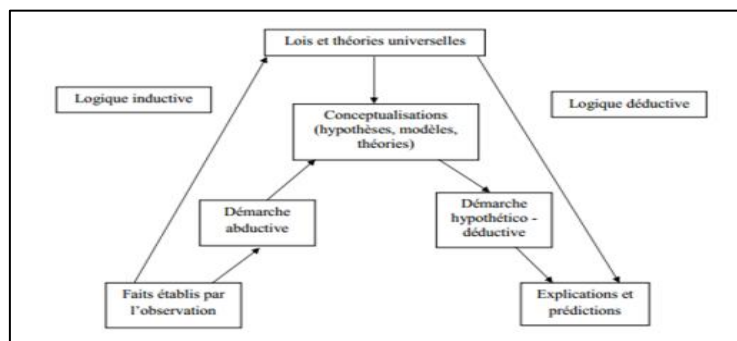 Lois et théories universelles
Logique inductive
Logique déductive
Conceptualisations
(hypothèses, modèles,
théories)
Démarche
abductive
Démarche
hypothético -
déductive
Faits établis par
l'observation
Explications et
prédictions